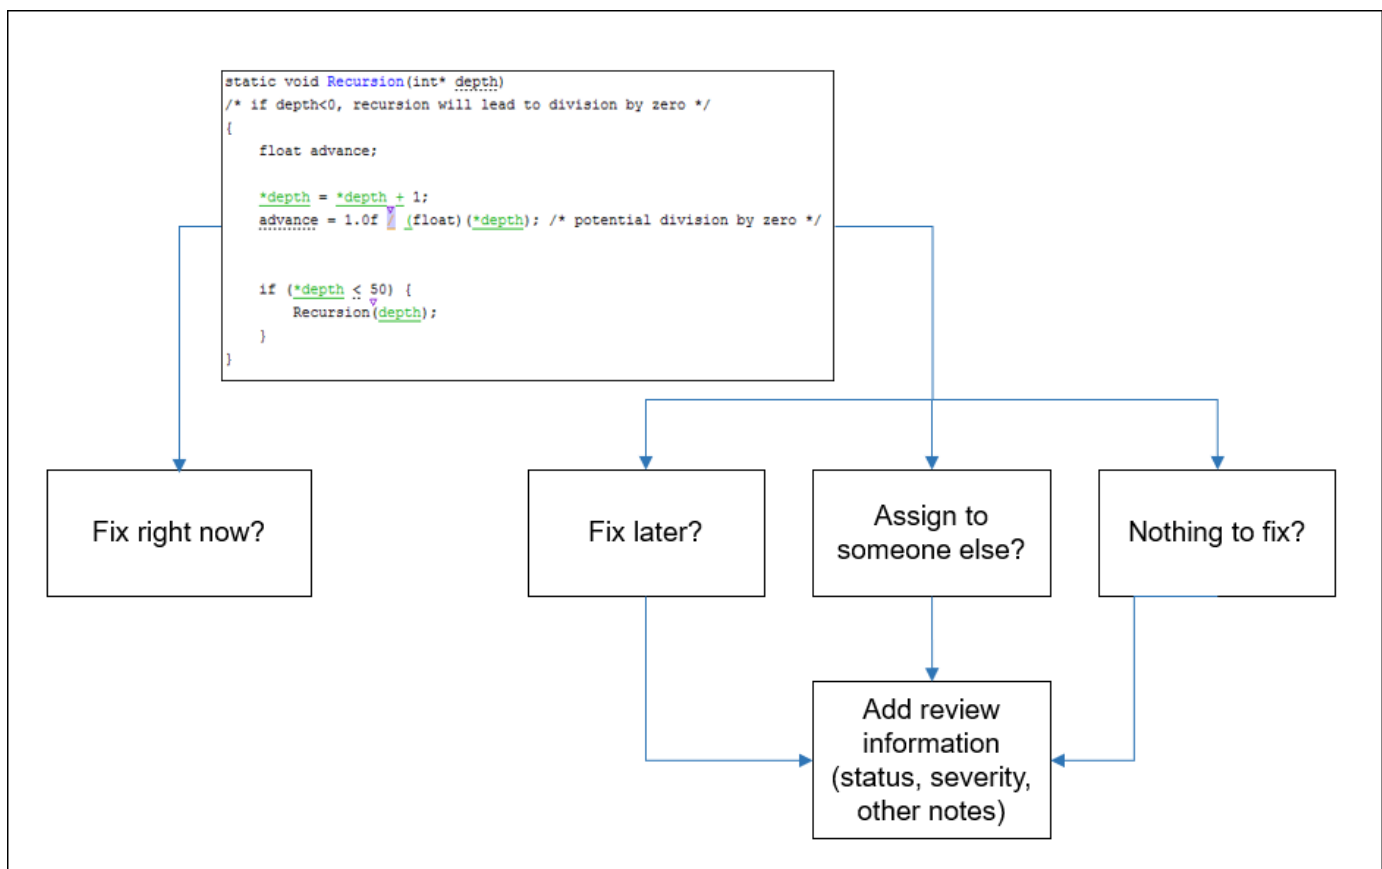 static void Recursion(int* depth)
/* if depth<0, recursion will lead to division by zero */
{
float advance;
*depth = *depth + 1;
advance = 1.0f / (float)(*depth); /* potential division by zero */
if (*depth < 50) {
Recursion(depth);
}
}
Fix right now?
Fix later?
Assign to
someone else?
Nothing to fix?
Add review
information
(status, severity,
other notes)